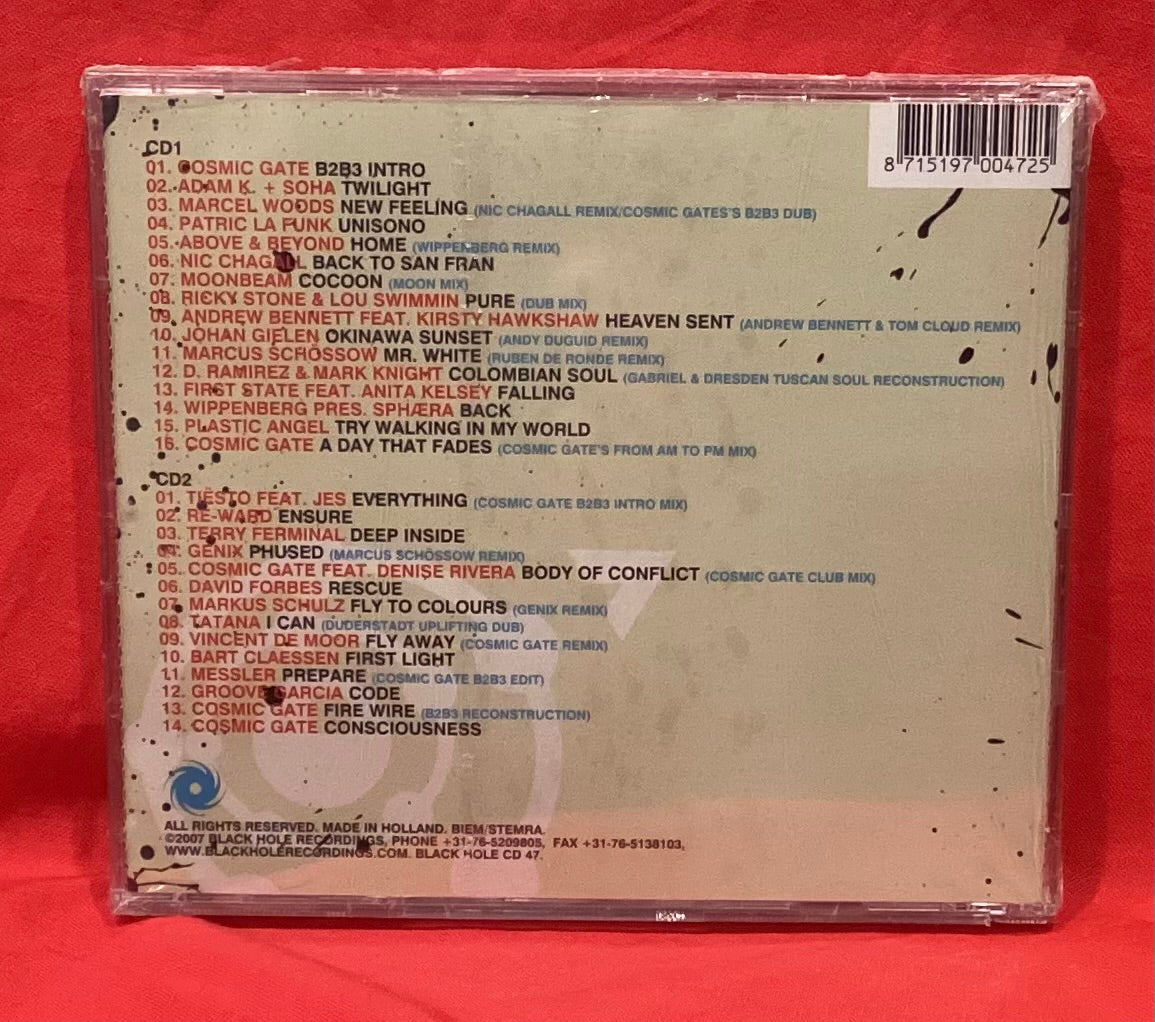 8 715197 004725
CD1
01. COSMIC GATE B2B3 INTRO
02. ADAM K. + SOHA TWILIGHT
03. MARCEL WOODS NEW FEELING (NIC CHAGALL REMIX/COSMIC GATES'S B2B3 DUB)
04. PATRIC LA FUNK UNISONO
05. ABOVE & BEYOND HOME (WIPPENBERG REMIX)
06. NIC CHAGALL BACK TO SAN FRAN
07. MOONBEAM COCOON (MOON MIX)
08. RICKY STONE & LOU SWIMMIN PURE (DUB MIX)
09. ANDREW BENNETT FEAT. KIRSTY HAWKSHAW HEAVEN SENT (ANDREW BENNETT & TOM CLOUD REMIX)
10. JOHAN GIELEN OKINAWA SUNSET (ANDY DUGUID REMIX)
11. MARCUS SCHÖSSOW MR. WHITE (RUBEN DE RONDE REMIX)
12. D. RAMIREZ & MARK KNIGHT COLOMBIAN SOUL (GABRIEL & DRESDEN TUSCAN SOUL RECONSTRUCTION)
13. FIRST STATE FEAT. ANITA KELSEY FALLING
14. WIPPENBERG PRES. SPHÆRA BACK
15. PLASTIC ANGEL TRY WALKING IN MY WORLD
16. COSMIC GATE A DAY THAT FADES (COSMIC GATE'S FROM AM TO PM MIX)
CD2
01. TIËSTO FEAT. JES EVERYTHING (COSMIC GATE B2B3 INTRO MIX)
02. RE-WARD ENSURE
03. TERRY FERMINAL DEEP INSIDE
04. GENIX PHUSED (MARCUS SCHÖSSOW REMIX)
05. COSMIC GATE FEAT. DENISE RIVERA BODY OF CONFLICT (COSMIC GATE CLUB MIX)
06. DAVID FORBES RESCUE
07. MARKUS SCHULZ FLY TO COLOURS (GENIX REMIX)
08. TATANA I CAN (DUDERSTADT UPLIFTING DUB)
09. VINCENT DE MOOR FLY AWAY (COSMIC GATE REMIX)
10. BART CLAESSEN FIRST LIGHT
11. MESSLER PREPARE (COSMIC GATE B2B3 EDIT)
12. GROOVE GARCIA CODE
13. COSMIC GATE FIRE WIRE (B2B3 RECONSTRUCTION)
14. COSMIC GATE CONSCIOUSNESS
ALL RIGHTS RESERVED. MADE IN HOLLAND. BIEM/STEMRA.
©2007 BLACK HOLE RECORDINGS, PHONE +31-76-5209805, FAX +31-76-5138103,
WWW.BLACKHOLERECORDINGS.COM. BLACK HOLE CD 47.